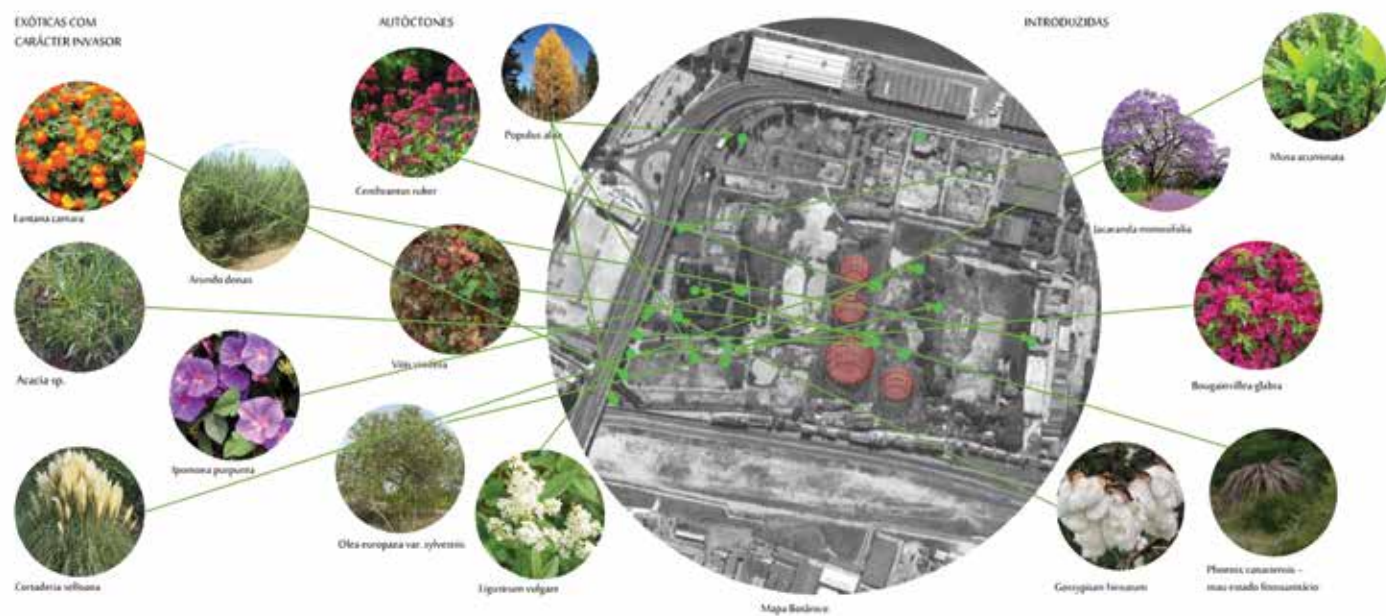 EXÓTICAS COM
CARÁCTER INVASOR
AUTÓCTONES
INTRODUZIDAS
Lantana camara
Arundo donax
Acacia sp.
Ipomoea purpurea
Cortaderia selloana
Centhrantus ruber
Populus alba
Vitis vinifera
Olea europaea var. sylvestris
Ligustrum vulgare
Mapa Botânico
Jacaranda mimosifolia
Musa acuminata
Bougainvillea glabra
Gossypium hirsutum
Phoenix canariensis –
mau estado fitossanitário